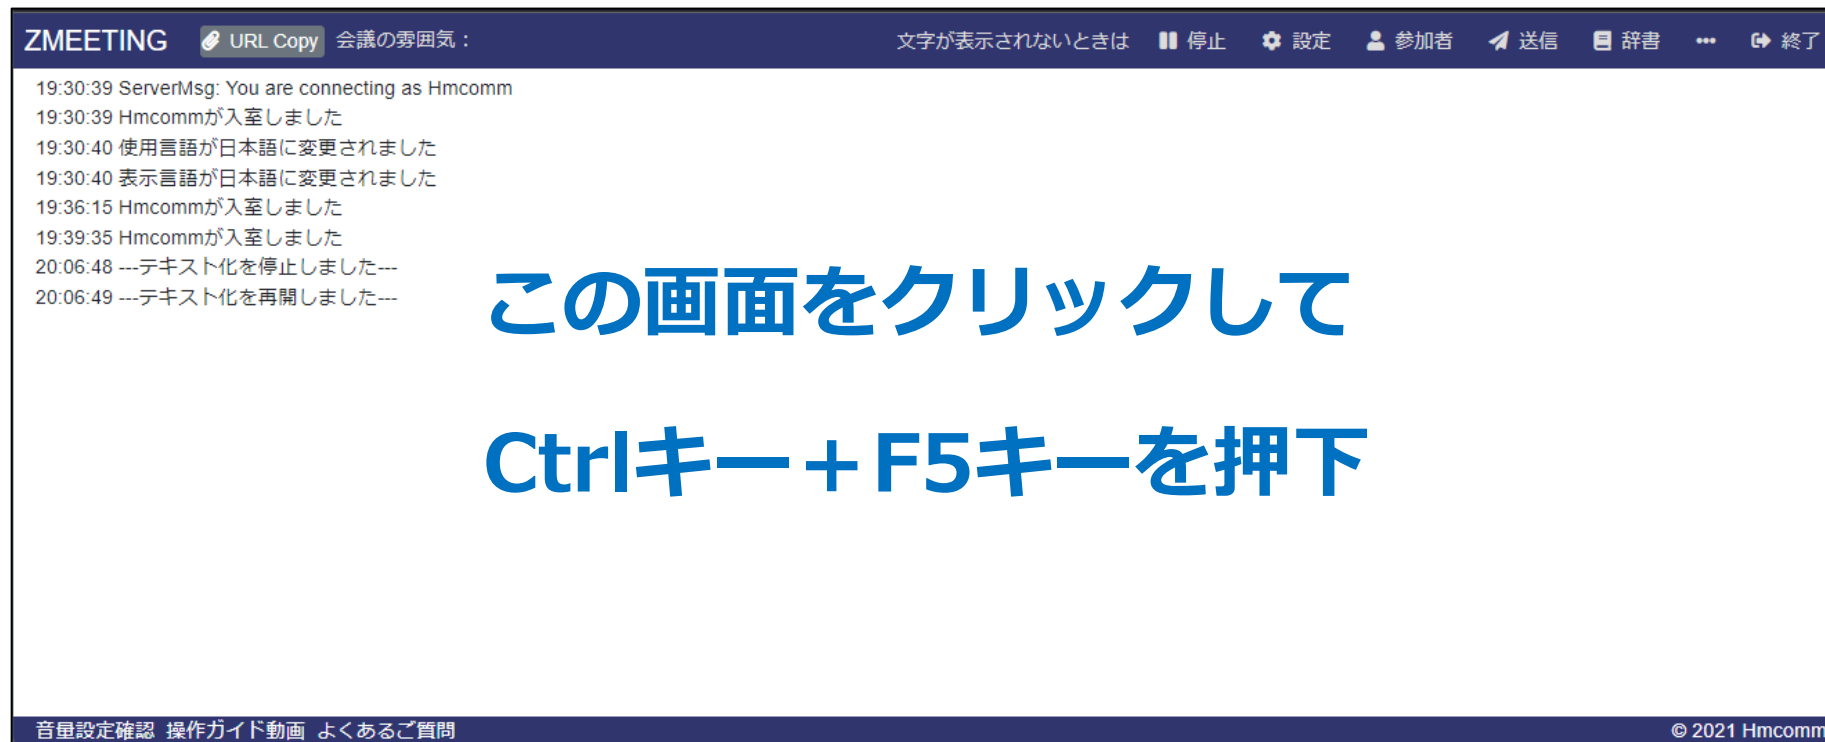 ZMEETING URL Copy 会議の雰囲気： 文字が表示されないときは 停止 設定 参加者 送信 辞書 ••• 終了
19:30:39 ServerMsg: You are connecting as Hmcomm
19:30:39 Hmcommが入室しました
19:30:40 使用言語が日本語に変更されました
19:30:40 表示言語が日本語に変更されました
19:36:15 Hmcommが入室しました
19:39:35 Hmcommが入室しました
20:06:48 ---テキスト化を停止しました---
20:06:49 ---テキスト化を再開しました---
この画面をクリックして
Ctrlキー＋F5キーを押下
音量設定確認 操作ガイド動画 よくあるご質問 © 2021 Hmcomm